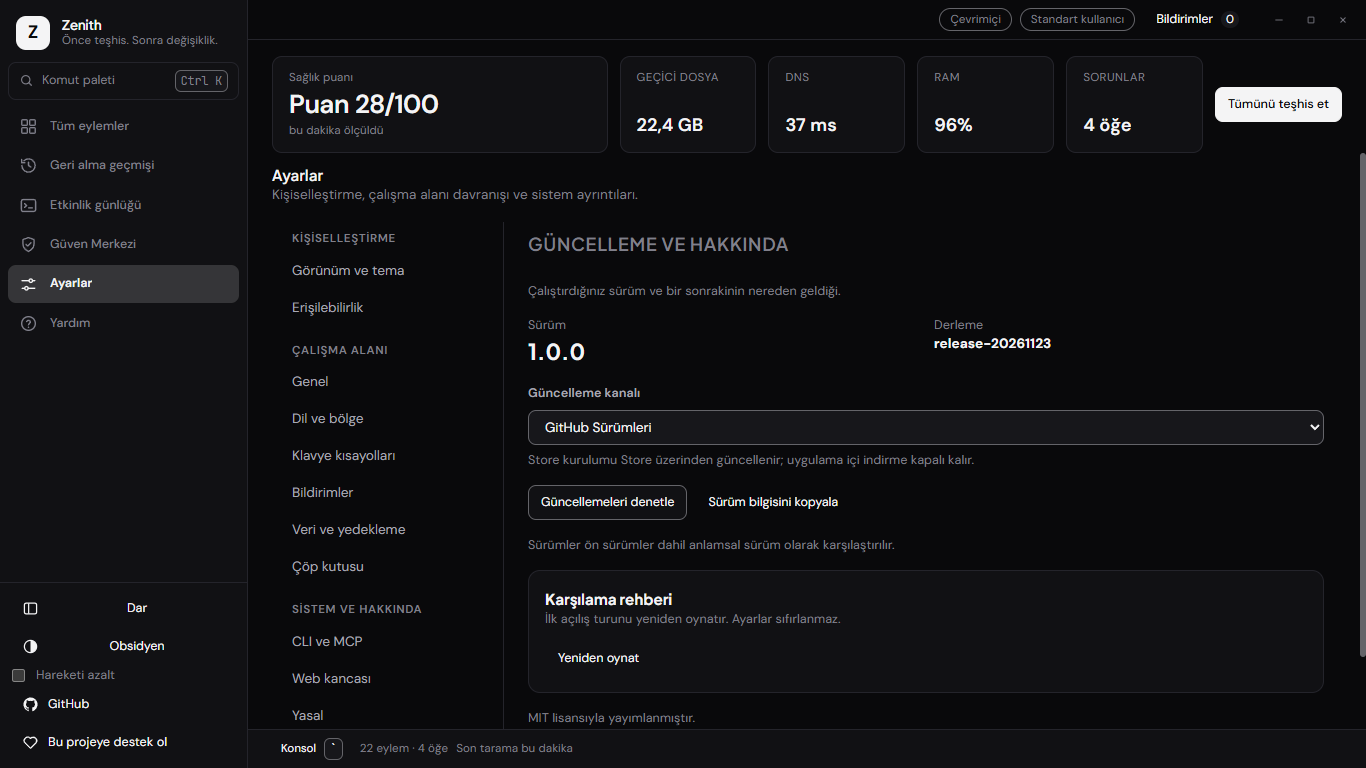 Z
Zenith
Önce teşhis. Sonra değişiklik.
Komut paleti
Ctrl K
Tüm eylemler
Geri alma geçmişi
Etkinlik günlüğü
Güven Merkezi
Ayarlar
Yardım
Dar
Obsidyen
Hareketi azalt
GitHub
Bu projeye destek ol
Çevrimiçi
Standart kullanıcı
Bildirimler 0
Sağlık puanı
Puan 28/100
bu dakika ölçüldü
GEÇİCİ DOSYA
22,4 GB
DNS
37 ms
RAM
96%
SORUNLAR
4 öğe
Tümünü teşhis et
Ayarlar
Kişiselleştirme, çalışma alanı davranışı ve sistem ayrıntıları.
KİŞİSELLEŞTİRME
Görünüm ve tema
Erişilebilirlik
ÇALIŞMA ALANI
Genel
Dil ve bölge
Klavye kısayolları
Bildirimler
Veri ve yedekleme
Çöp kutusu
SİSTEM VE HAKKINDA
CLI ve MCP
Web kancası
Yasal
GÜNCELLEME VE HAKKINDA
Çalıştırdığınız sürüm ve bir sonrakinin nereden geldiği.
Sürüm
1.0.0
Derleme
release-20261123
Güncelleme kanalı
GitHub Sürümleri
Store kurulumu Store üzerinden güncellenir; uygulama içi indirme kapalı kalır.
Güncellemeleri denetle
Sürüm bilgisini kopyala
Sürümler ön sürümler dahil anlamsal sürüm olarak karşılaştırılır.
Karşılama rehberi
İlk açılış turunu yeniden oynatır. Ayarlar sıfırlanmaz.
Yeniden oynat
MIT lisansıyla yayımlanmıştır.
Konsol `
22 eylem · 4 öğe
Son tarama bu dakika